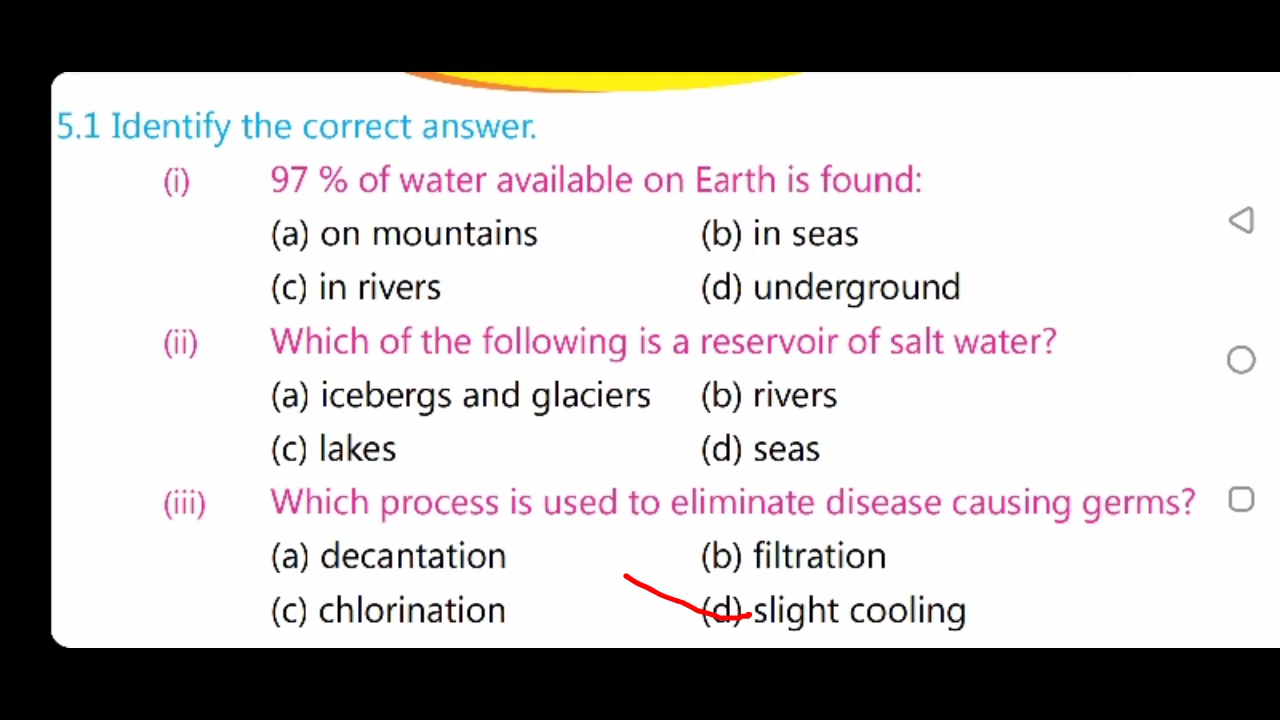 5.1 Identify the correct answer.
(i) 97 % of water available on Earth is found:
(a) on mountains (b) in seas
(c) in rivers (d) underground
(ii) Which of the following is a reservoir of salt water?
(a) icebergs and glaciers (b) rivers
(c) lakes (d) seas
(iii) Which process is used to eliminate disease causing germs?
(a) decantation (b) filtration
(c) chlorination (d) slight cooling